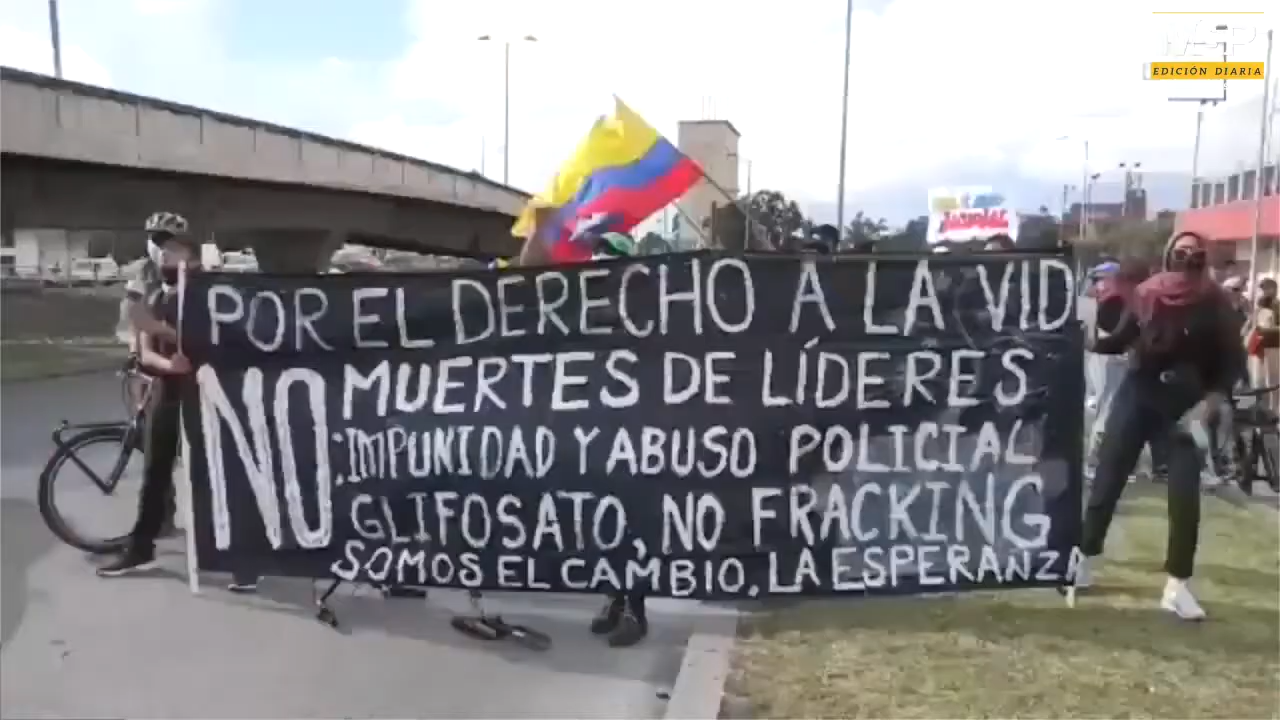 MSP
EDICIÓN DIARIA
POR EL DERECHO A LA VID
NO MUERTES DE LÍDERES
:IMPUNIDAD Y ABUSO POLICIAL
GLIFOSATO, NO FRACKING
SOMOS EL CAMBIO, LA ESPERANZA